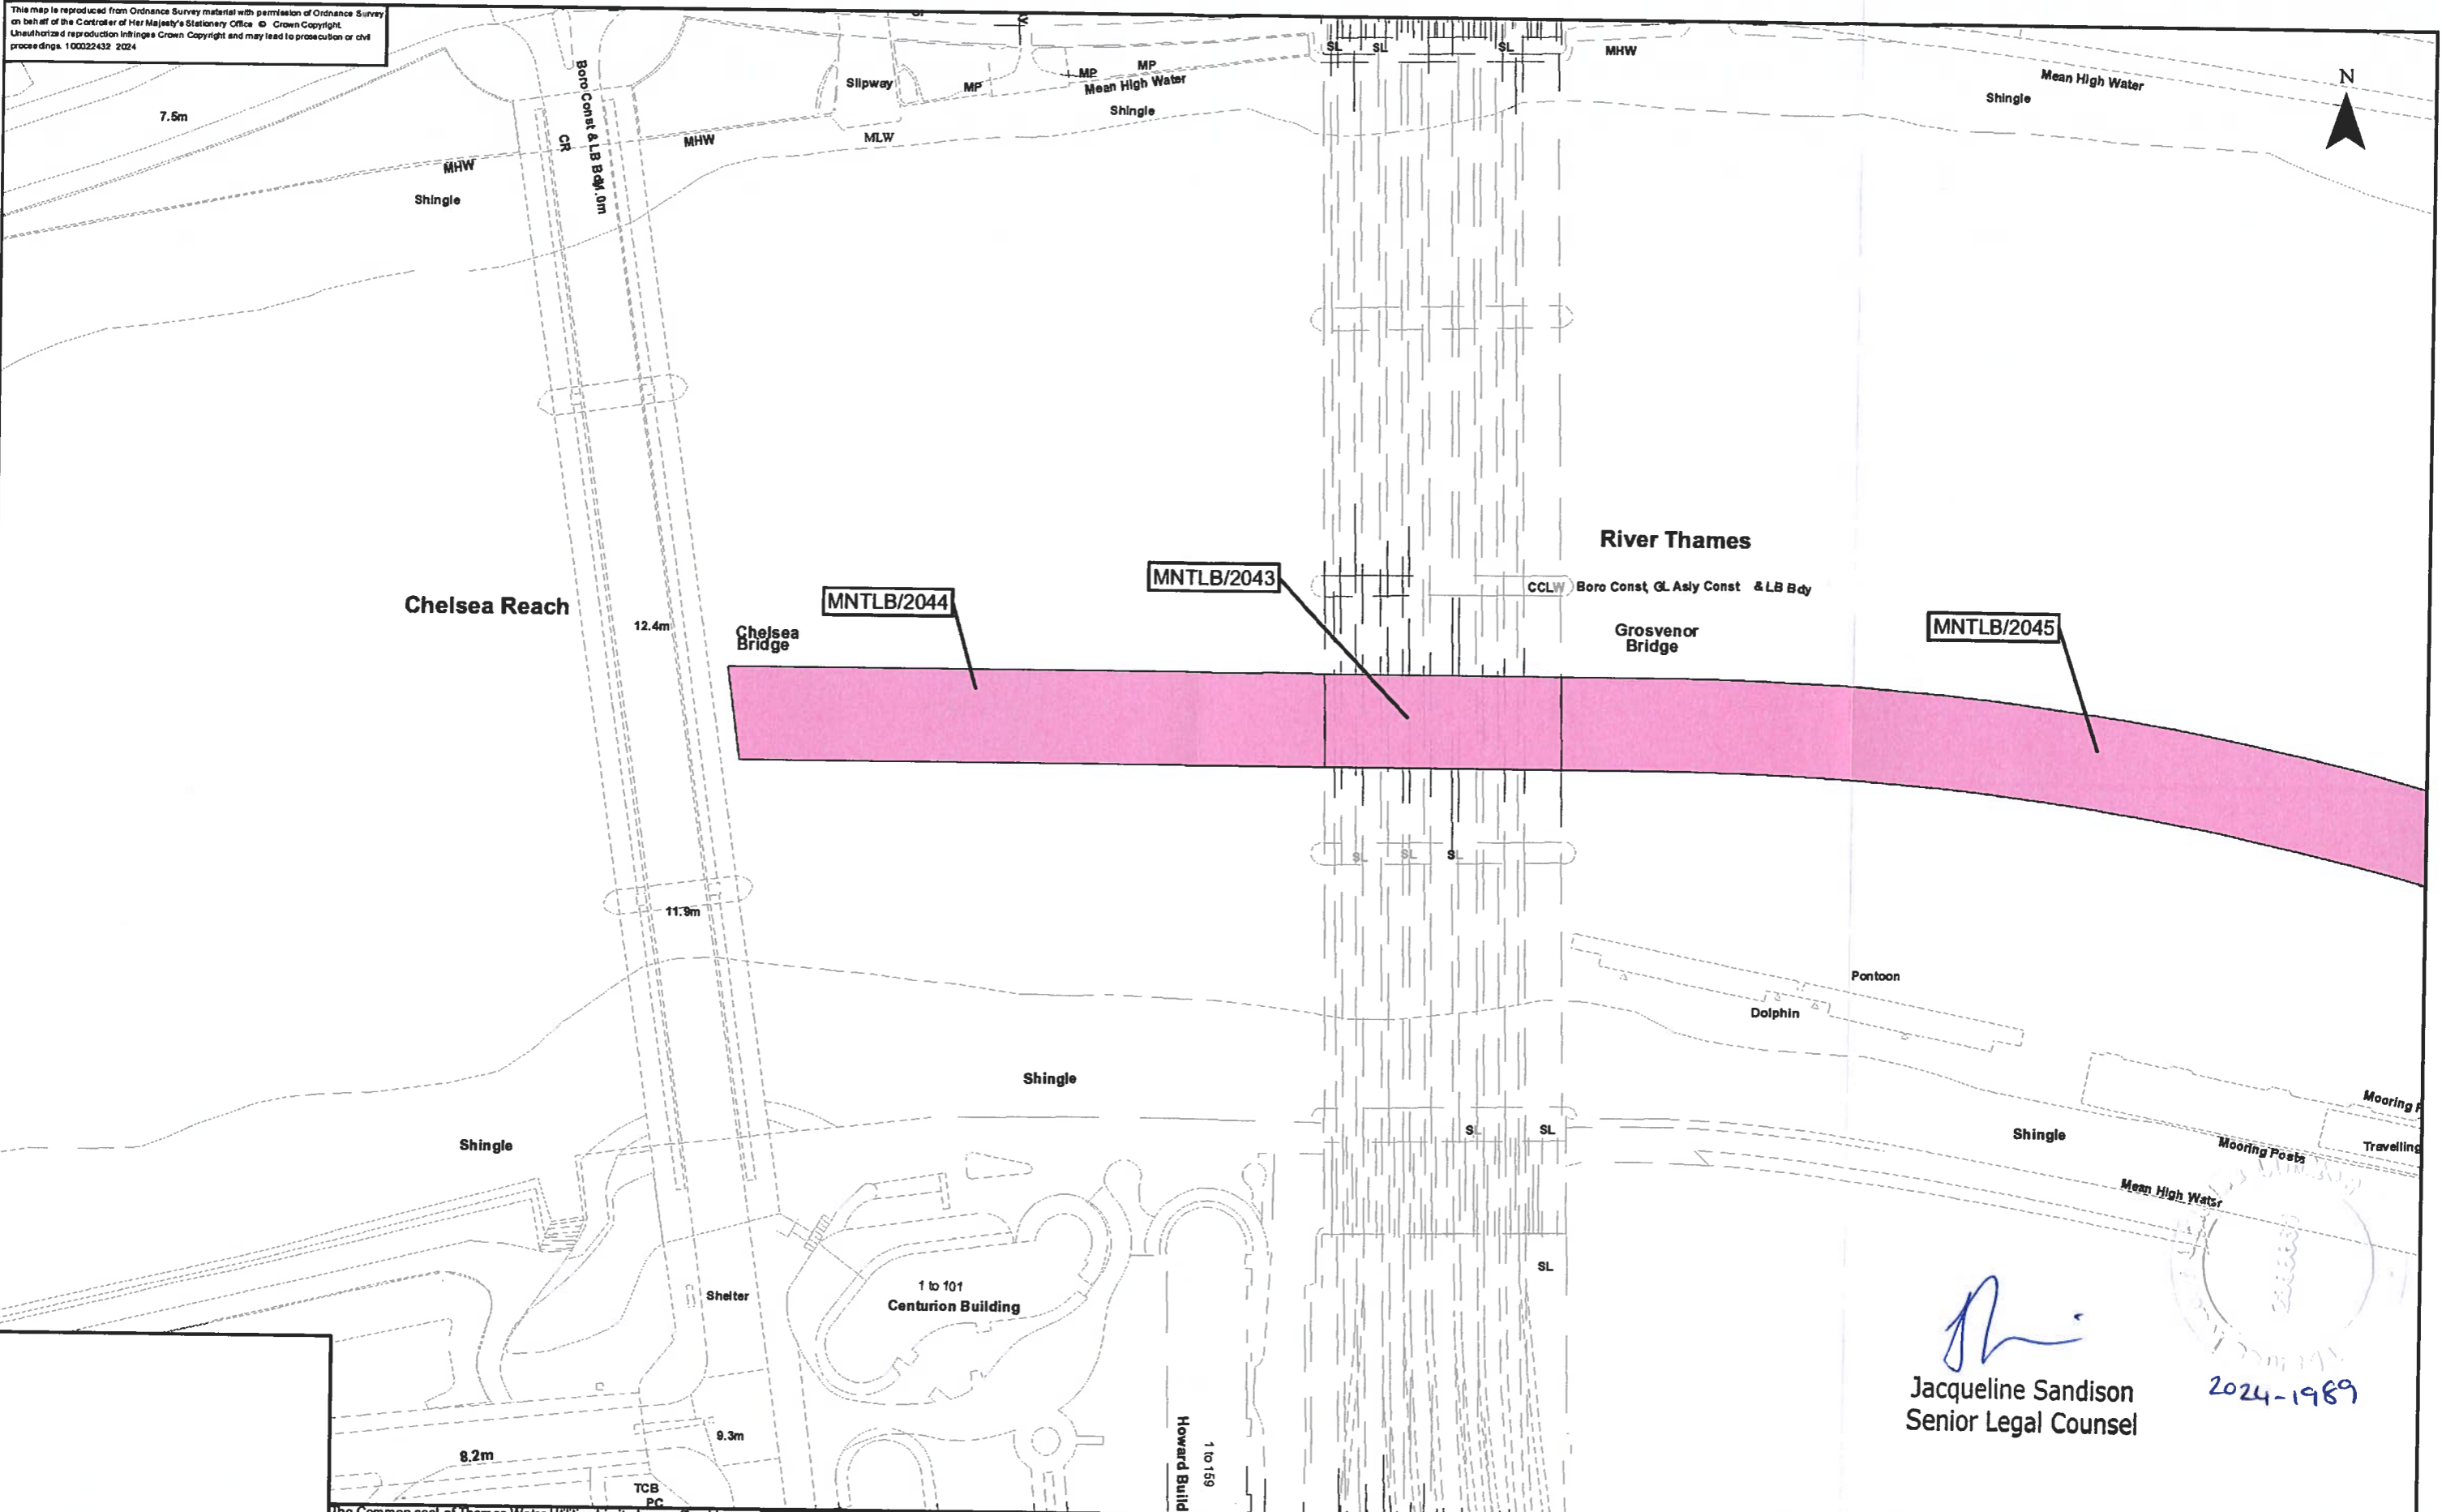 This map is reproduced from Ordnance Survey material with permission of Ordnance Survey
on behalf of the Controller of Her Majesty's Stationery Office © Crown Copyright.
Unauthorized reproduction infringes Crown Copyright and may lead to prosecution or civil
proceedings. 100022432 2024
SL
SL
SL
MHW
Mean High Water
Shingle
N
7.5m
Boro Const & LB Bdy
CR
Slipway
MP
MP
MP
Mean High Water
Shingle
MHW
MLW
MHW
Shingle
River Thames
MNTLB/2043
CCLW
Boro Const, GL Asly Const & LB Bdy
MNTLB/2044
Chelsea Reach
12.4m
Chelsea
Bridge
Grosvenor
Bridge
MNTLB/2045
SL
SL
SL
11.9m
Pontoon
Dolphin
Shingle
Mooring
Shingle
SL
SL
Shingle
Mooring Posts
Travelling
Mean High Water
SL
Shelter
1 to 101
Centurion Building
Jacqueline Sandison
Senior Legal Counsel
2024-1989
Howard Build
1 to 159
9.3m
8.2m
TCB
PC